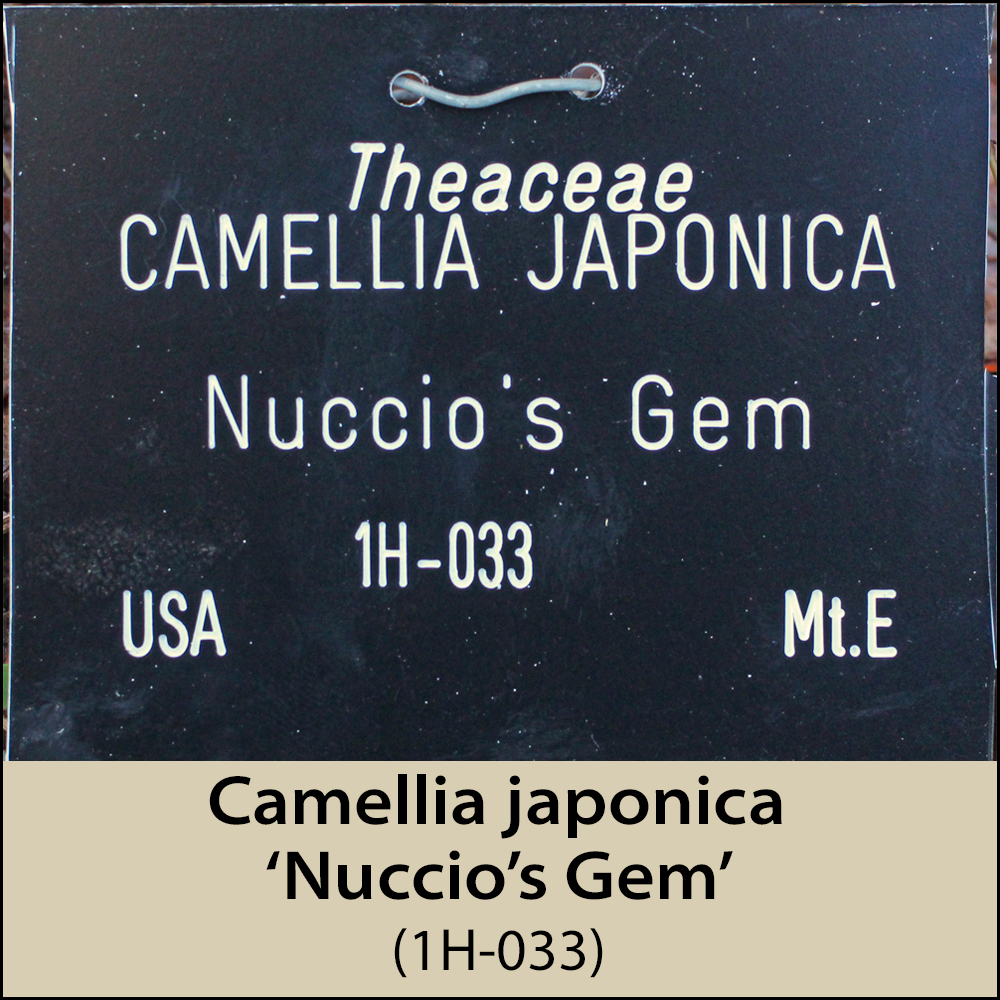 Theaceae
CAMELLIA JAPONICA
Nuccio's Gem
1H-033
USA Mt.E
Camellia japonica
‘Nuccio’s Gem’
(1H-033)